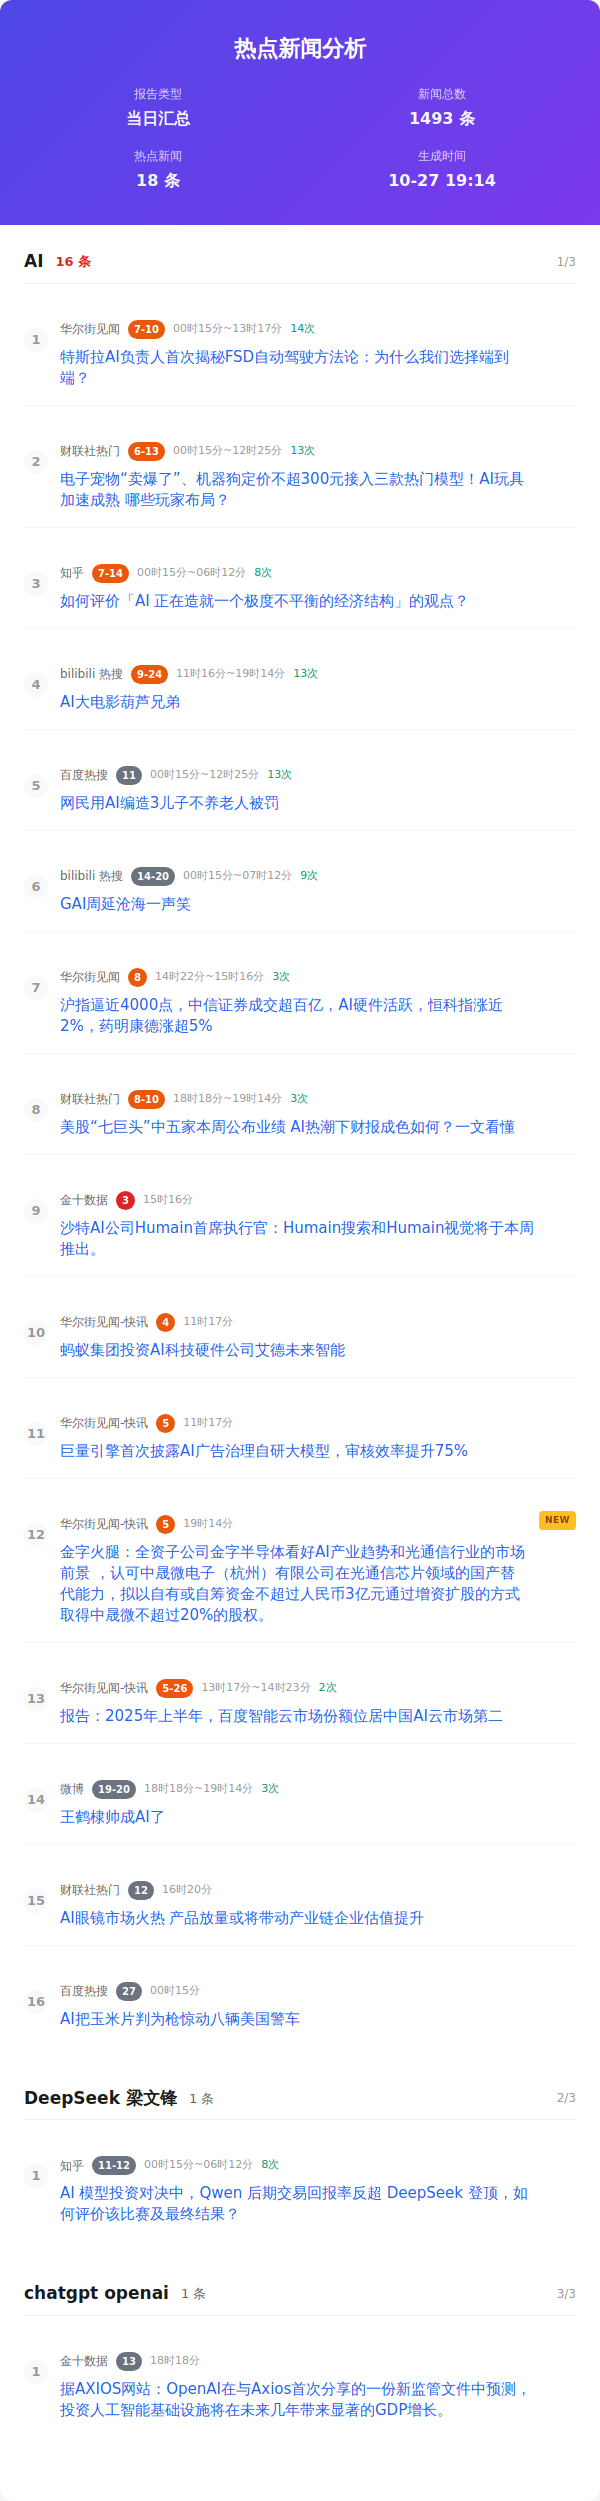 热点新闻分析
报告类型
新闻总数
当日汇总
1493 条
热点新闻
生成时间
18 条
10-27 19:14
AI 16 条 1/3
1 华尔街见闻 7-10 00时15分~13时17分 14次
特斯拉AI负责人首次揭秘FSD自动驾驶方法论：为什么我们选择端到
端？
2 财联社热门 6-13 00时15分~12时25分 13次
电子宠物“卖爆了”、机器狗定价不超300元接入三款热门模型！AI玩具
加速成熟 哪些玩家布局？
3 知乎 7-14 00时15分~06时12分 8次
如何评价「AI 正在造就一个极度不平衡的经济结构」的观点？
4 bilibili 热搜 9-24 11时16分~19时14分 13次
AI大电影葫芦兄弟
5 百度热搜 11 00时15分~12时25分 13次
网民用AI编造3儿子不养老人被罚
6 bilibili 热搜 14-20 00时15分~07时12分 9次
GAI周延沧海一声笑
7 华尔街见闻 8 14时22分~15时16分 3次
沪指逼近4000点，中信证券成交超百亿，AI硬件活跃，恒科指涨近
2%，药明康德涨超5%
8 财联社热门 8-10 18时18分~19时14分 3次
美股“七巨头”中五家本周公布业绩 AI热潮下财报成色如何？一文看懂
9 金十数据 3 15时16分
沙特AI公司Humain首席执行官：Humain搜索和Humain视觉将于本周
推出。
10 华尔街见闻-快讯 4 11时17分
蚂蚁集团投资AI科技硬件公司艾德未来智能
11 华尔街见闻-快讯 5 11时17分
巨量引擎首次披露AI广告治理自研大模型，审核效率提升75%
12 华尔街见闻-快讯 5 19时14分 NEW
金字火腿：全资子公司金字半导体看好AI产业趋势和光通信行业的市场
前景 ，认可中晟微电子（杭州）有限公司在光通信芯片领域的国产替
代能力，拟以自有或自筹资金不超过人民币3亿元通过增资扩股的方式
取得中晟微不超过20%的股权。
13 华尔街见闻-快讯 5-26 13时17分~14时23分 2次
报告：2025年上半年，百度智能云市场份额位居中国AI云市场第二
14 微博 19-20 18时18分~19时14分 3次
王鹤棣帅成AI了
15 财联社热门 12 16时20分
AI眼镜市场火热 产品放量或将带动产业链企业估值提升
16 百度热搜 27 00时15分
AI把玉米片判为枪惊动八辆美国警车
DeepSeek 梁文锋 1 条 2/3
1 知乎 11-12 00时15分~06时12分 8次
AI 模型投资对决中，Qwen 后期交易回报率反超 DeepSeek 登顶，如
何评价该比赛及最终结果？
chatgpt openai 1 条 3/3
1 金十数据 13 18时18分
据AXIOS网站：OpenAI在与Axios首次分享的一份新监管文件中预测，
投资人工智能基础设施将在未来几年带来显著的GDP增长。